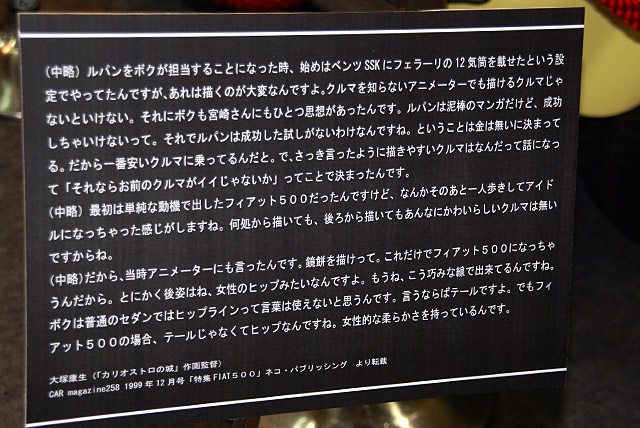 (中略) ルパンをボクが担当することになった時、始めはベンツSSKにフェラーリの12気筒を載せたという設
定でやってたんですが、あれは描くのが大変なんですよ。クルマを知らないアニメーターでも描けるクルマじゃ
ないといけない。それにボクも宮崎さんにもひとつ思想があったんです。ルパンは泥棒のマンガだけど、成功
しちゃいけないって。それでルパンは成功した試しがないわけなんですね。ということは金は無いに決まって
る。だから一番安いクルマに乗ってるんだと。で、さっき言ったように描きやすいクルマはなんだって話になっ
て「それならお前のクルマがイイじゃないか」ってことで決まったんです。
(中略) 最初は単純な動機で出したフィアット500だったんですけど、なんかそのあと一人歩きしてアイド
ルになっちゃった感じがしますね。何処から描いても、後ろから描いてもあんなにかわいらしいクルマは無い
ですからね。
(中略)だから、当時アニメーターにも言ったんです。鏡餅を描けって。これだけでフィアット500になっちゃ
うんだから。とにかく後姿はね、女性のヒップみたいなんですよ。もうね、こう巧みな線で出来てるんですね。
ボクは普通のセダンではヒップラインって言葉は使えないと思うんです。言うならばテールですよ。でもフィ
アット500の場合、テールじゃなくてヒップなんですね。女性的な柔らかさを持っているんです。
大塚康生 (「カリオストロの城」作画監督)
CAR magazine258 1999年12月号「特集FIAT500」ネコ・パブリッシング より転載